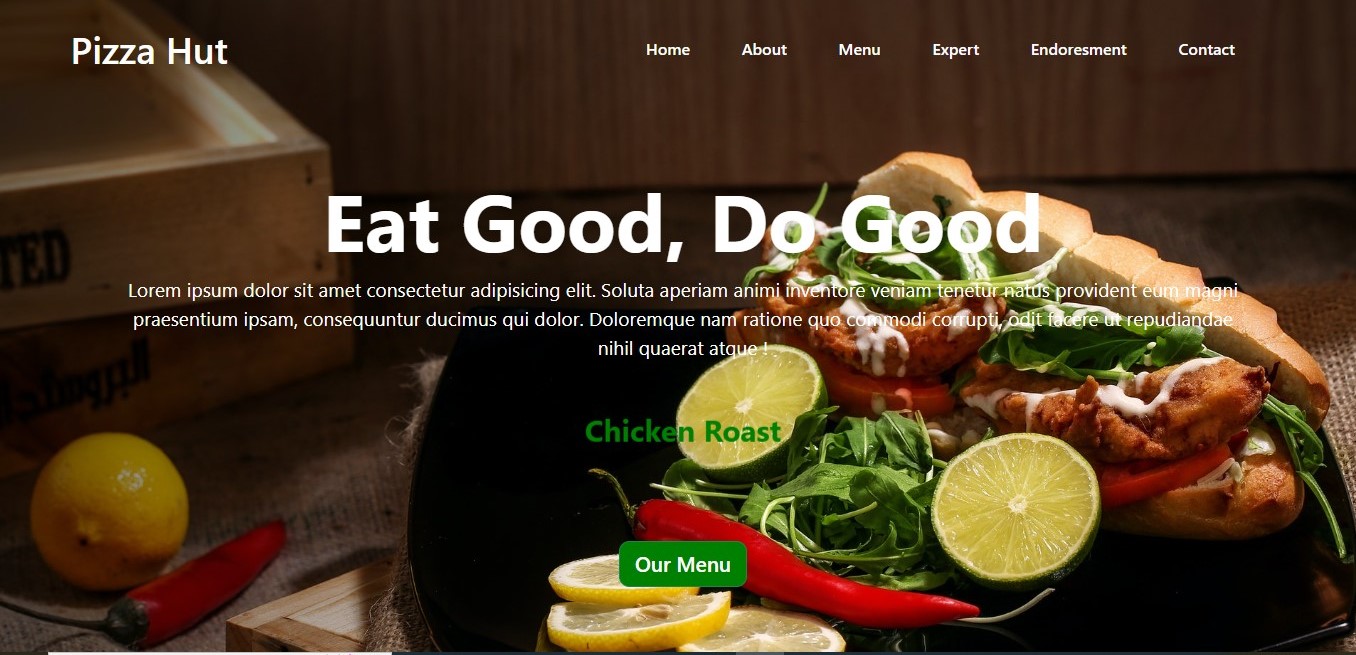 Pizza Hut
Home About Menu Expert Endoresment Contact
Eat Good, Do Good
Lorem ipsum dolor sit amet consectetur adipisicing elit. Soluta aperiam animi inventore veniam tenetur natus provident eum magni
praesentium ipsam, consequuntur ducimus qui dolor. Doloremque nam ratione quo commodi corrupti, odit facere ut repudiandae
nihil quaerat atque !
Chicken Roast
Our Menu
TED